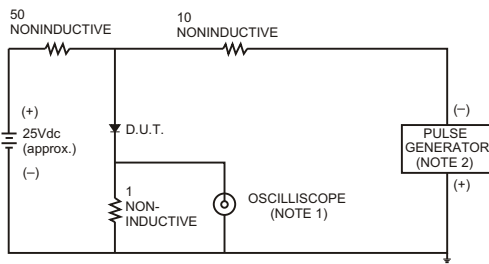 50
NONINDUCTIVE
10
NONINDUCTIVE
(+)
25Vdc
(approx.)
(–)
D.U.T.
1
NON-
INDUCTIVE
OSCILLISCOPE
(NOTE 1)
(–)
PULSE
GENERATOR
(NOTE 2)
(+)